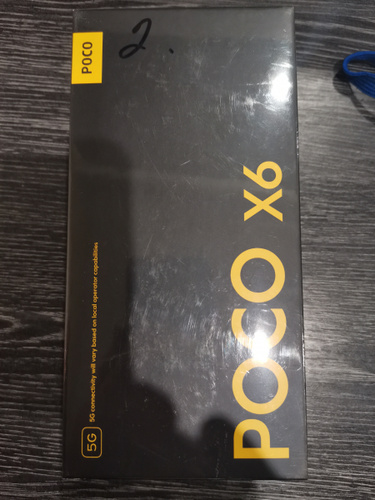 POCO
2.
POCO X6
5G 5G connectivity will vary based on local operator capabilities